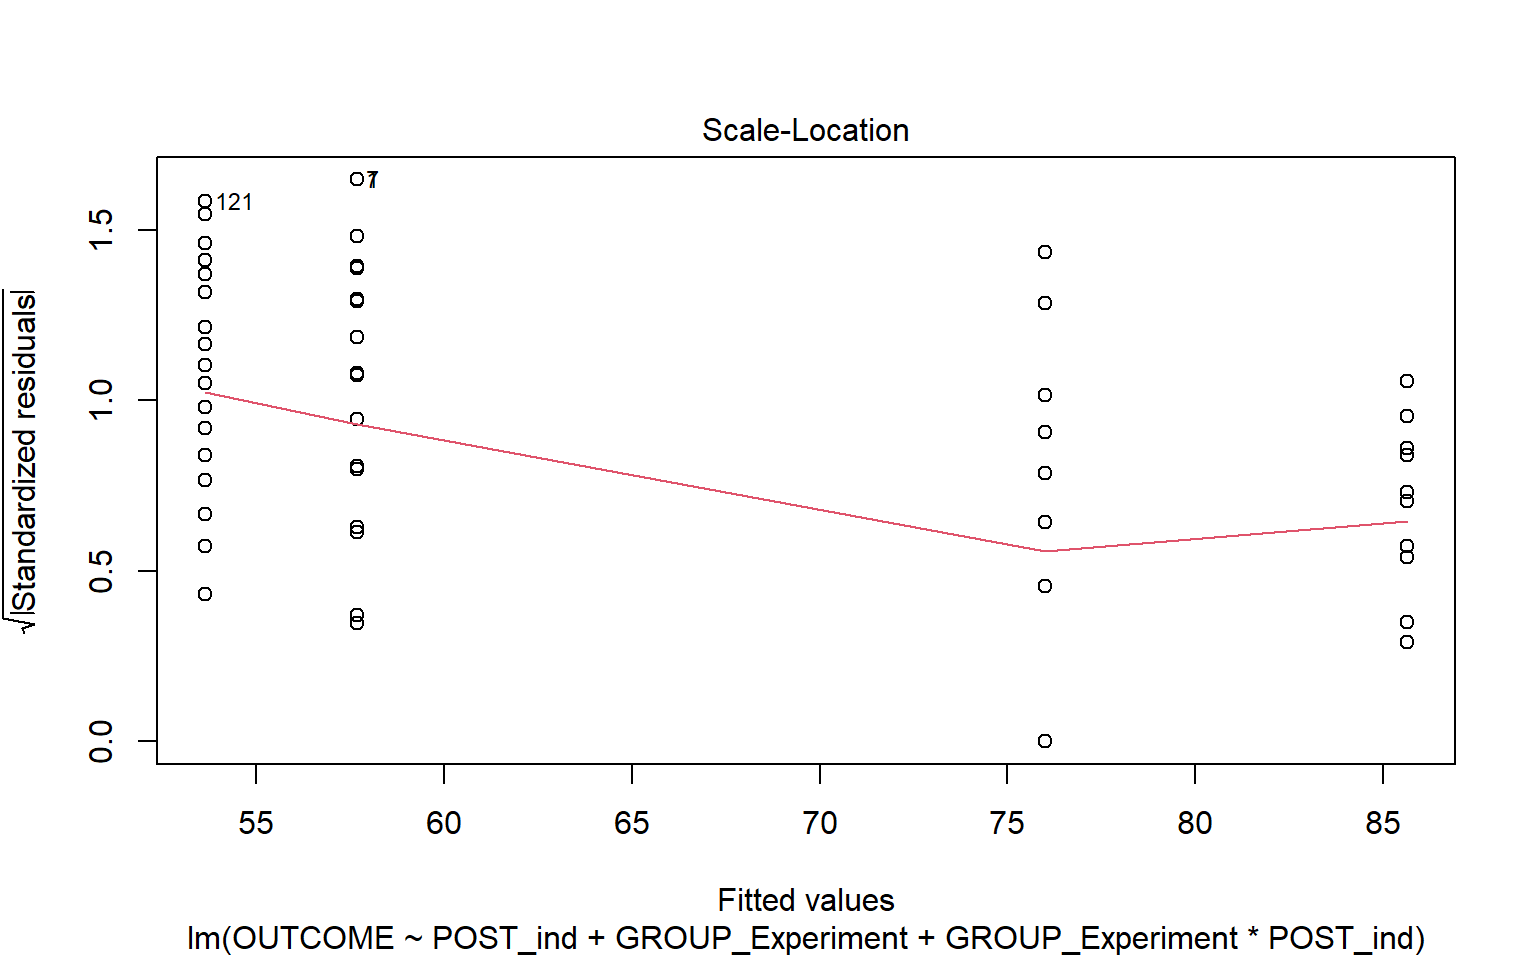 Scale-Location
121
7
1.5
1.0
0.5
0.0
√|Standardized residuals|
55 60 65 70 75 80 85
Fitted values
lm(OUTCOME ~ POST_ind + GROUP_Experiment + GROUP_Experiment * POST_ind)